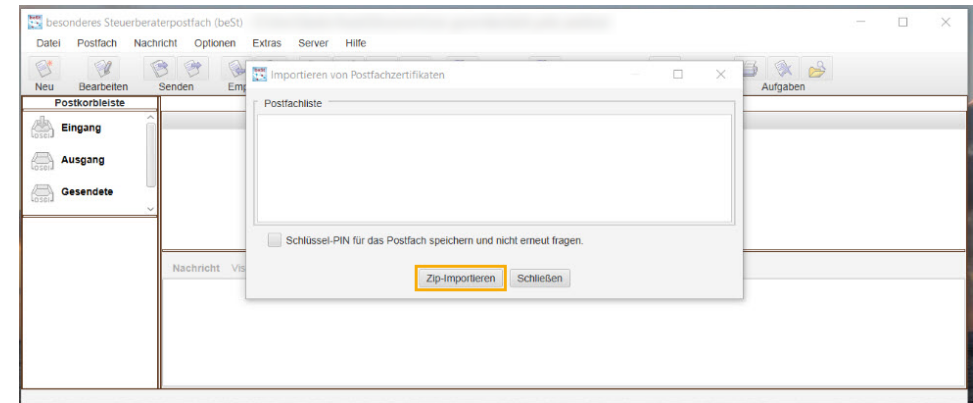 besonderes Steuerberaterpostfach (beSt)
Datei Postfach Nachricht Optionen Extras Server Hilfe
Neu Bearbeiten Senden Aufgaben
Importieren von Postfachzertifikaten
Postkorbleiste
Postfachliste
Eingang
Ausgang
Gesendete
Schlüssel-PIN für das Postfach speichern und nicht erneut fragen.
Zip-Importieren Schließen
Nachricht